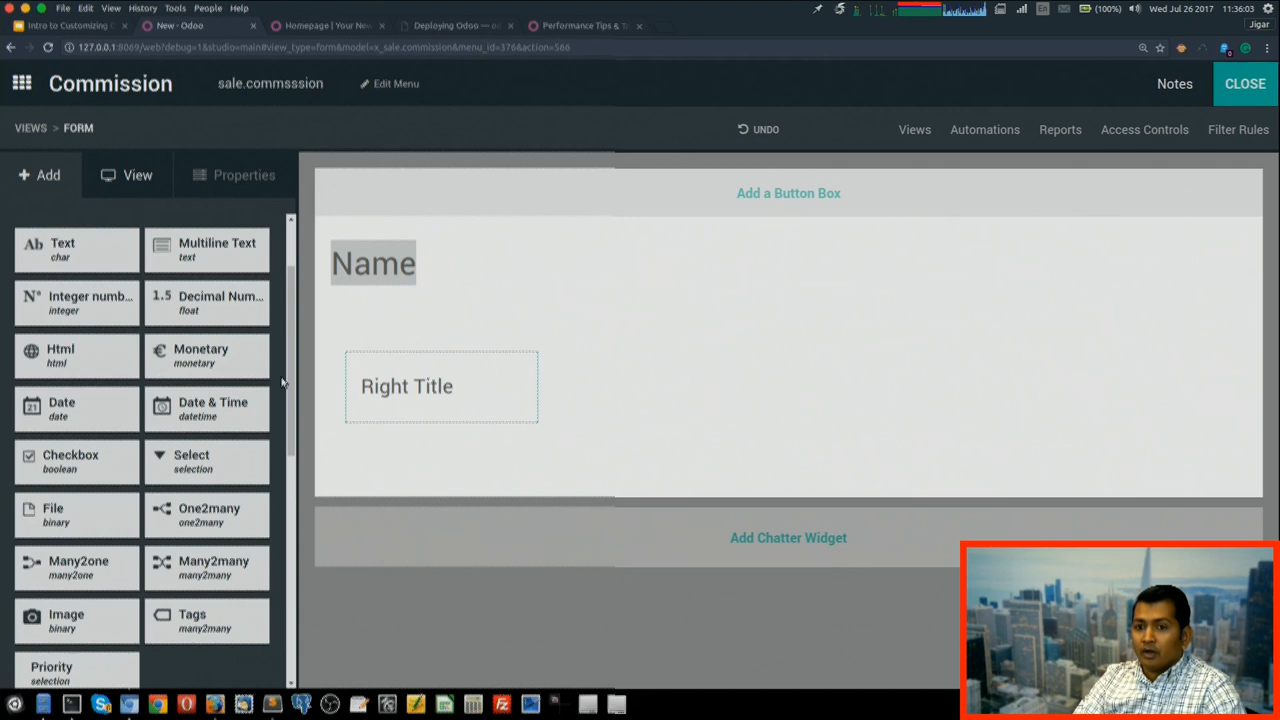 File Edit View History Tools People Help
En
(100%)
Wed Jul 26 2017
11:36:03
Intro to Customizing
New - Odoo
Homepage | Your New
Deploying Odoo — o
Performance Tips & T
Jigar
127.0.0.1:8069/web?debug=1&studio=main#view_type=form&model=x_sale.commission&menu_id=376&action=566
Commission
sale.commsssion
Edit Menu
Notes
CLOSE
VIEWS > FORM
UNDO
Views
Automations
Reports
Access Controls
Filter Rules
+ Add
View
Properties
Add a Button Box
Name
Right Title
Add Chatter Widget
Ab Text
char
Multiline Text
text
N° Integer numb...
integer
1.5 Decimal Num...
float
Html
html
€ Monetary
monetary
21 Date
date
Date & Time
datetime
Checkbox
boolean
Select
selection
File
binary
One2many
one2many
Many2one
many2one
Many2many
many2many
Image
binary
Tags
many2many
Priority
selection